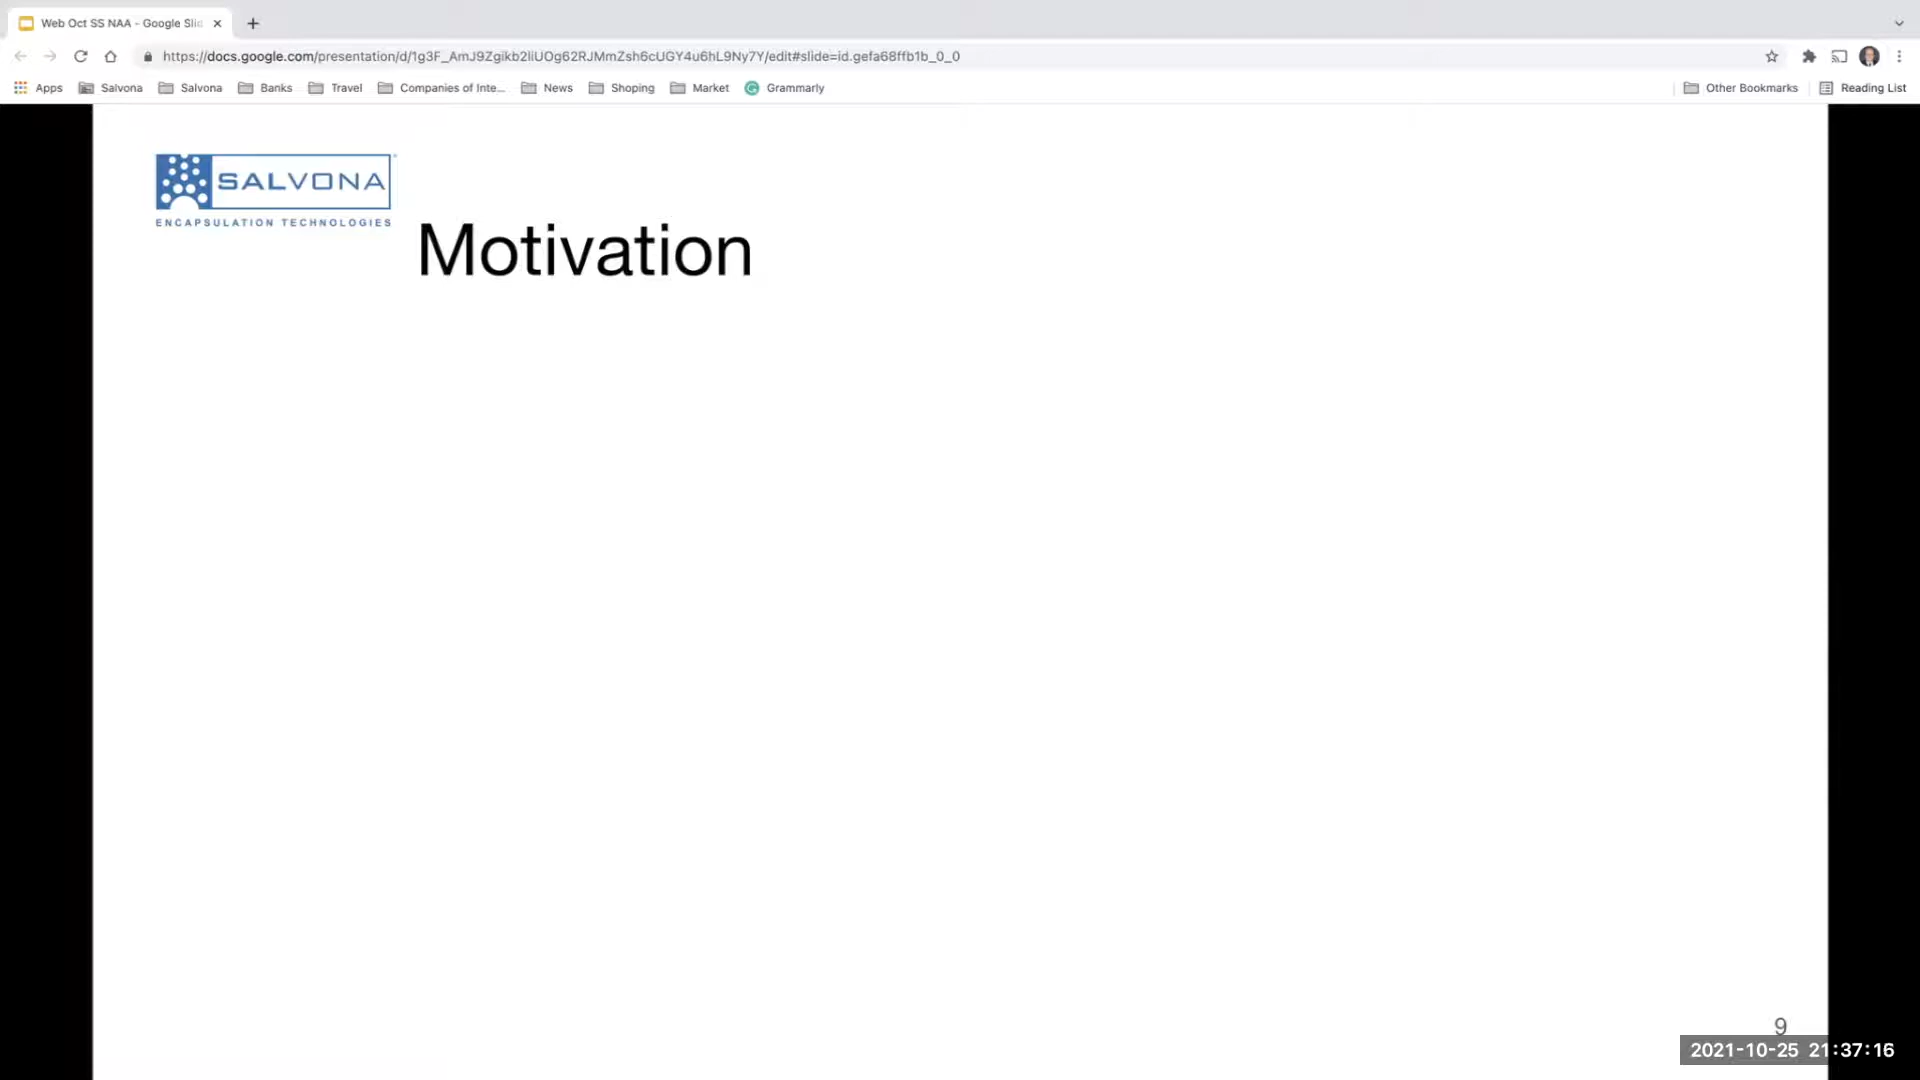 Web Oct SS NAA - Google Slid
https://docs.google.com/presentation/d/1g3F_AmJ9Zgikb2liUOg62RJMmZsh6cUGY4u6hL9Ny7Y/edit#slide=id.gefa68ffb1b_0_0
Apps Salvona Salvona Banks Travel Companies of Inte... News Shoping Market Grammarly Other Bookmarks Reading List
SALVONA
ENCAPSULATION TECHNOLOGIES
Motivation
9
2021-10-25 21:37:16